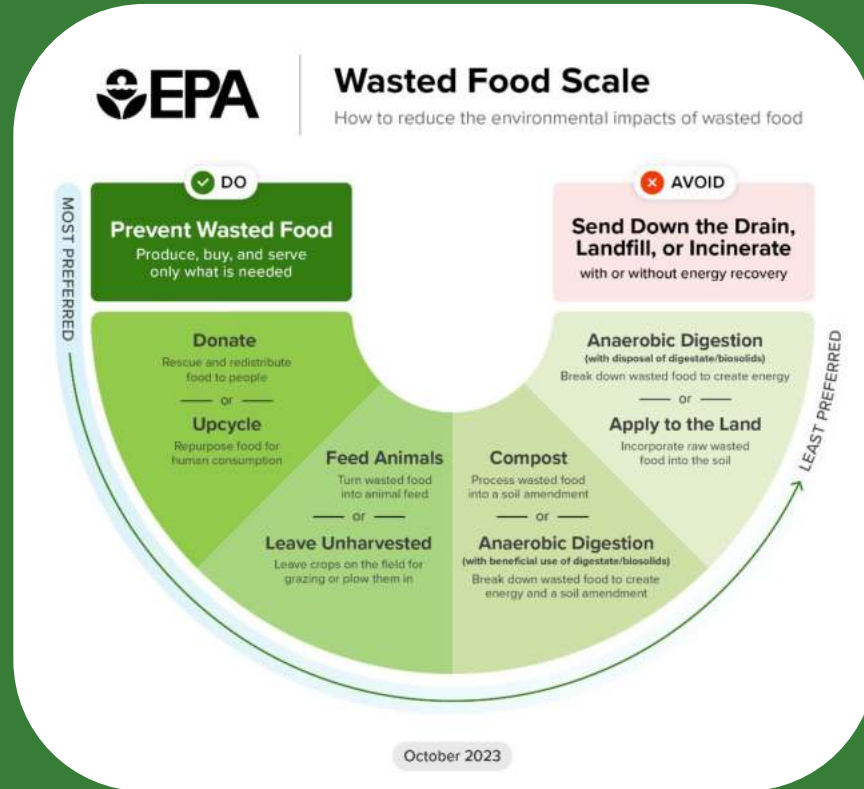 EPA
Wasted Food Scale
How to reduce the environmental impacts of wasted food
DO
AVOID
MOST PREFERRED
Prevent Wasted Food
Produce, buy, and serve
only what is needed
Send Down the Drain,
Landfill, or Incinerate
with or without energy recovery
Donate
Rescue and redistribute
food to people
or
Upcycle
Repurpose food for
human consumption
Feed Animals
Turn wasted food
into animal feed
or
Leave Unharvested
Leave crops on the field for
grazing or plow them in
Compost
Process wasted food
into a soil amendment
or
Anaerobic Digestion
(with beneficial use of digestate/biosolids)
Break down wasted food to create
energy and a soil amendment
Anaerobic Digestion
(with disposal of digestate/biosolids)
Break down wasted food to create energy
or
Apply to the Land
Incorporate raw wasted
food into the soil
LEAST PREFERRED
October 2023